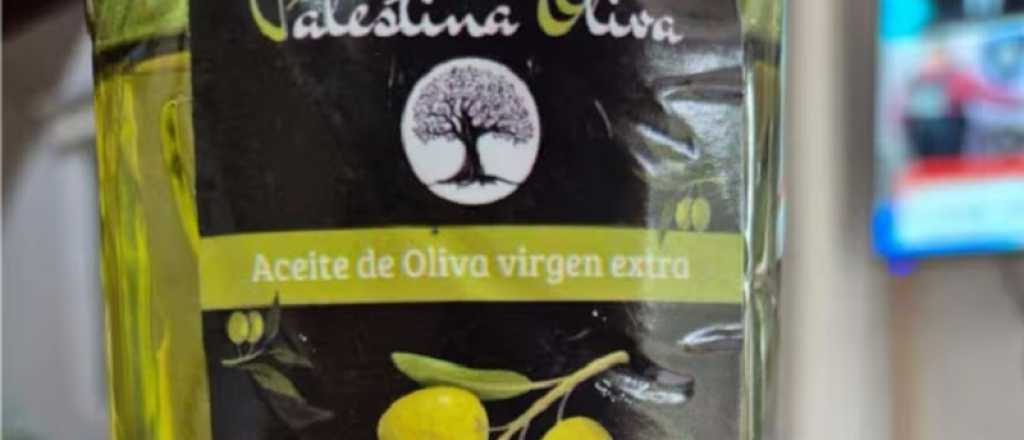 Palestina Oliva
Aceite de Oliva virgen extra